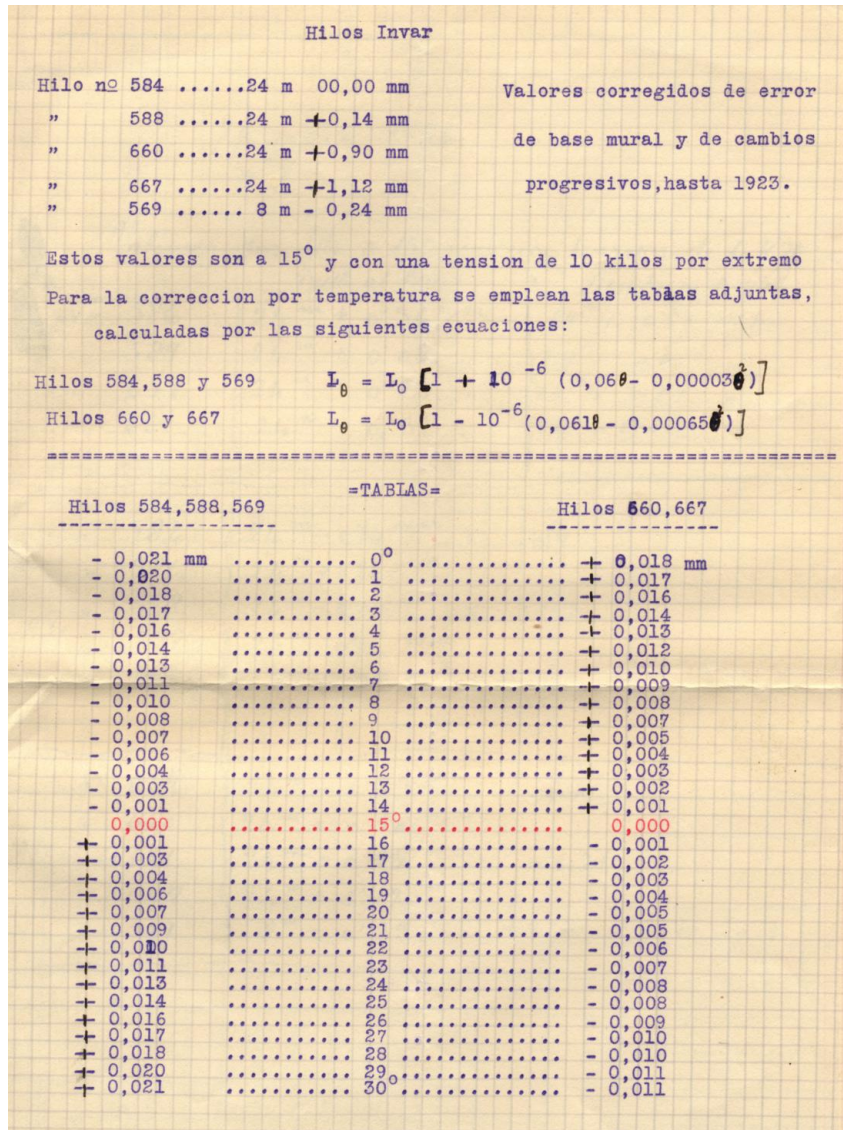 Hilos Invar
Hilo nº 584 ......24 m 00,00 mm
" 588 ......24 m +0,14 mm
" 660 ......24 m +0,90 mm
" 667 ......24 m +1,12 mm
" 569 ...... 8 m - 0,24 mm
Valores corregidos de error
de base mural y de cambios
progresivos,hasta 1923.
Estos valores son a 15º y con una tension de 10 kilos por extremo
Para la correccion por temperatura se emplean las tablas adjuntas,
calculadas por las siguientes ecuaciones:
Hilos 584,588 y 569 Lθ = L₀ [1 + 10⁻⁶ (0,06θ- 0,00003θ²)]
Hilos 660 y 667 Lθ = L₀ [1 - 10⁻⁶(0,061θ- 0,00065θ²)]
=TABLAS=
Hilos 584,588,569 Hilos 660,667
- 0,021 mm ........... 0º .............. + 0,018 mm
- 0,020 ........... 1 .............. + 0,017
- 0,018 ........... 2 .............. + 0,016
- 0,017 ........... 3 .............. + 0,014
- 0,016 ........... 4 .............. + 0,013
- 0,014 ........... 5 .............. + 0,012
- 0,013 ........... 6 .............. + 0,010
- 0,011 ........... 7 .............. + 0,009
- 0,010 ........... 8 .............. + 0,008
- 0,008 ........... 9 .............. + 0,007
- 0,007 ........... 10 .............. + 0,005
- 0,006 ........... 11 .............. + 0,004
- 0,004 ........... 12 .............. + 0,003
- 0,003 ........... 13 .............. + 0,002
- 0,001 ........... 14 .............. + 0,001
0,000 ........... 15º.............. 0,000
+ 0,001 ,.......... 16 .............. - 0,001
+ 0,003 ........... 17 .............. - 0,002
+ 0,004 ........... 18 .............. - 0,003
+ 0,006 ........... 19 .............. - 0,004
+ 0,007 ........... 20 .............. - 0,005
+ 0,009 ........... 21 .............. - 0,005
+ 0,010 ........... 22 .............. - 0,006
+ 0,011 ........... 23 .............. - 0,007
+ 0,013 ........... 24 .............. - 0,008
+ 0,014 ........... 25 .............. - 0,008
+ 0,016 ........... 26 .............. - 0,009
+ 0,017 ........... 27 .............. - 0,010
+ 0,018 ........... 28 .............. - 0,010
+ 0,020 ........... 29 .............. - 0,011
+ 0,021 ........... 30º.............. - 0,011